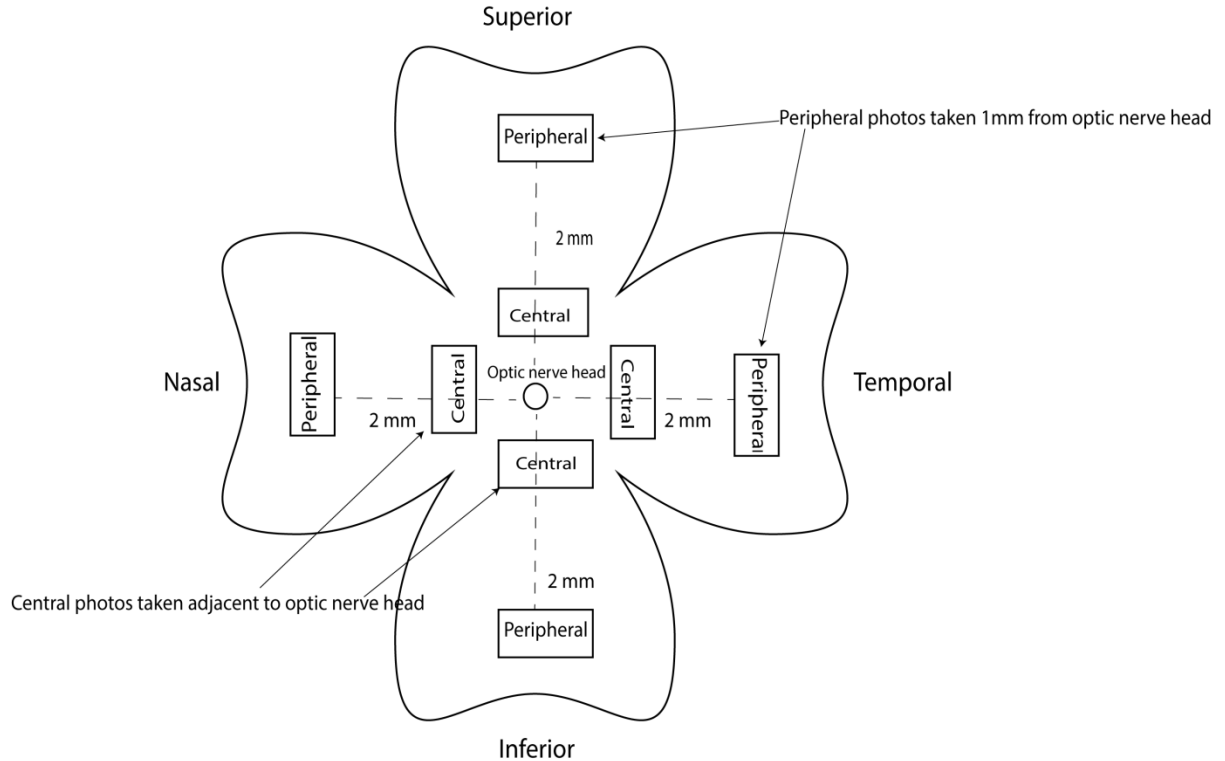 Superior
Peripheral
Peripheral photos taken 1mm from optic nerve head
2 mm
Central
Nasal
Peripheral
2 mm
Central
Optic nerve head
Central
2 mm
Peripheral
Temporal
Central
2 mm
Central photos taken adjacent to optic nerve head
Peripheral
Inferior